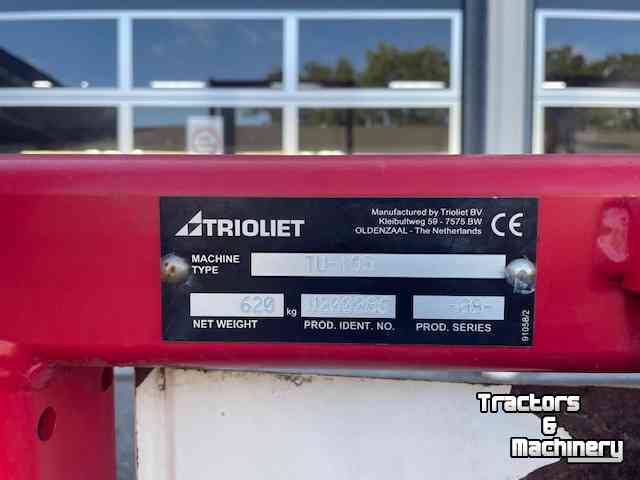 TRIOLIET
Manufactured by Trioliet BV
Kleibultweg 59 - 7575 BW
OLDENZAAL - The Netherlands
CE
MACHINE
TYPE
620 kg
NET WEIGHT
PROD. IDENT. NO.
PROD. SERIES
91058/2
Tractors
&
Machinery